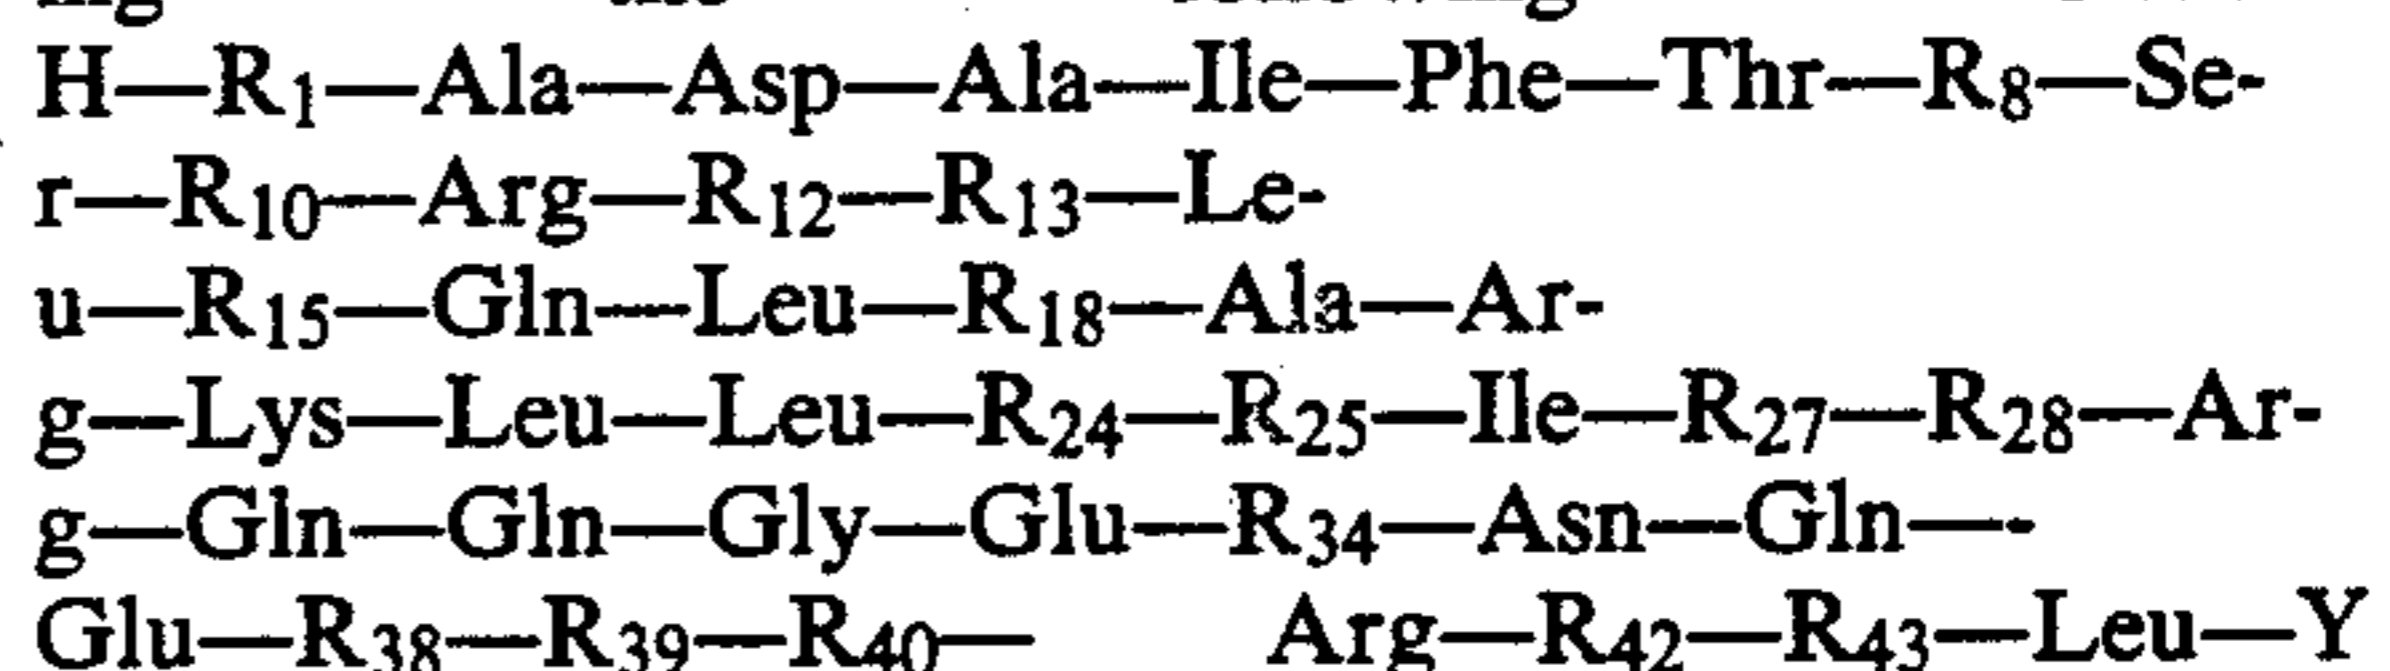 H—R1—Ala—Asp—Ala—Ile—Phe—Thr—R8—Se-
r—R10—Arg—R12—R13—Le-
u—R15—Gln—Leu—R18—Ala—Ar-
g—Lys—Leu—Leu—R24—R25—Ile—R27—R28—Ar-
g—Gln—Gln—Gly—Glu—R34—Asn—Gln—-
Glu—R38—R39—R40— Arg—R42—R43—Leu—Y